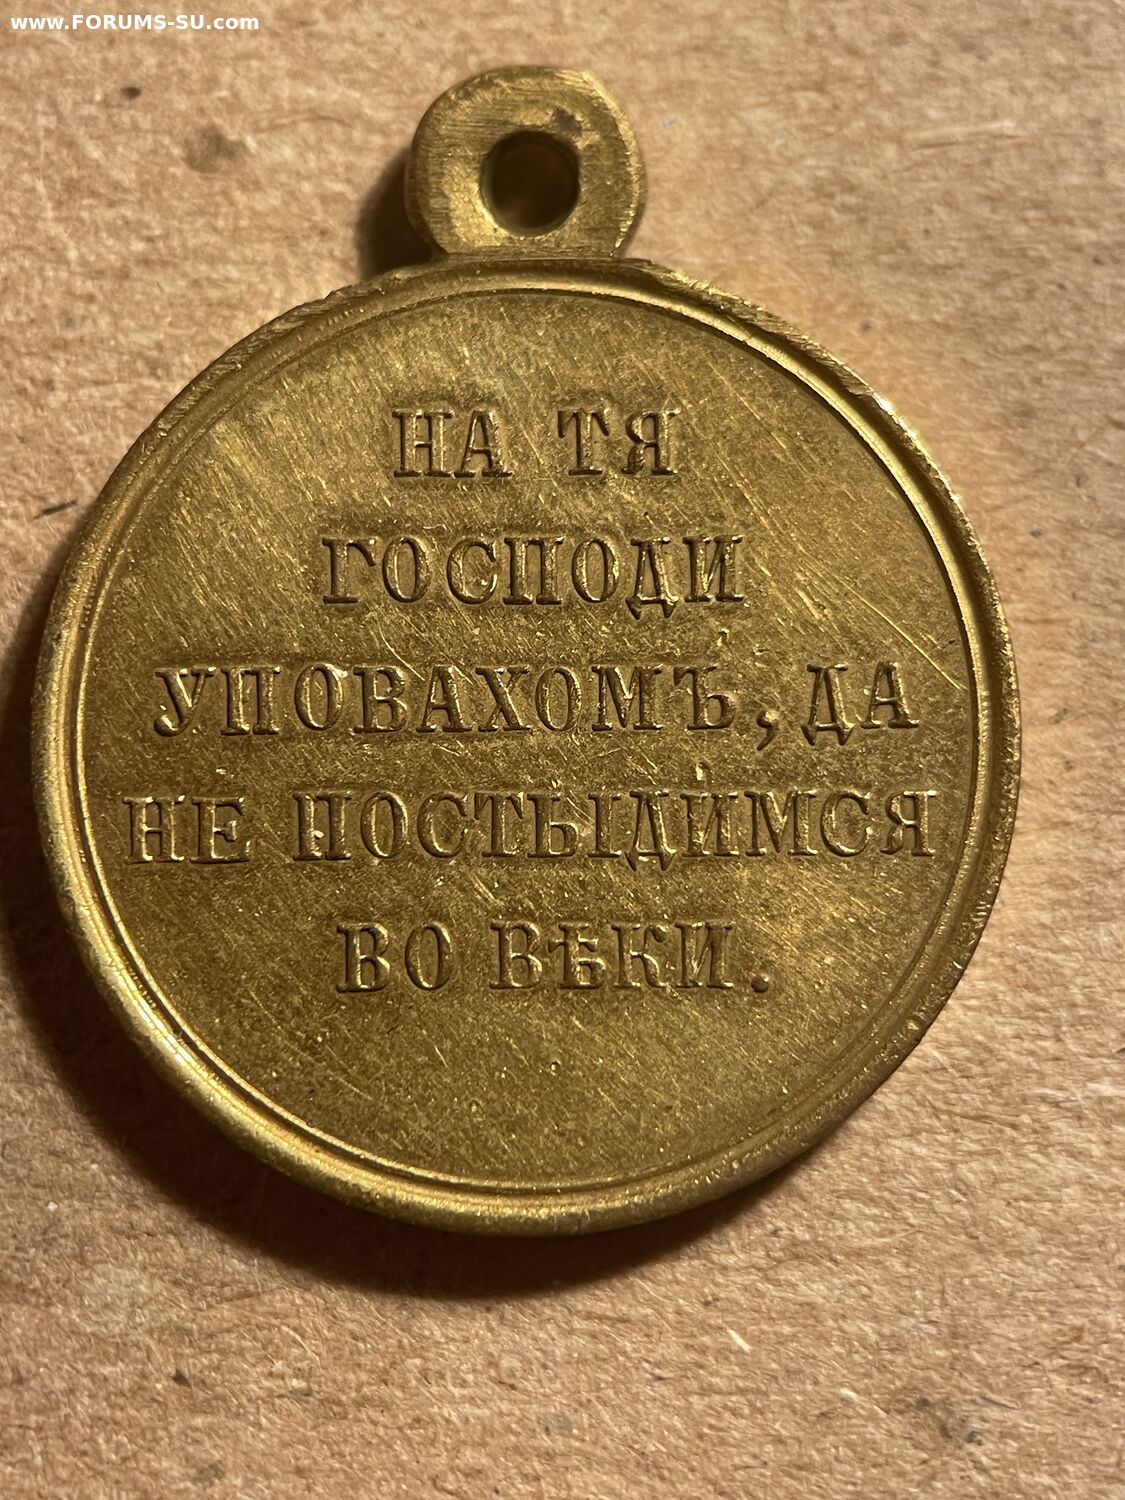 www.FORUMS-SU.com
НА ТЯ
ГОСПОДИ
УПОВАХОМЪ, ДА
НЕ ПОСТЫДИМСЯ
ВО ВѢКИ.